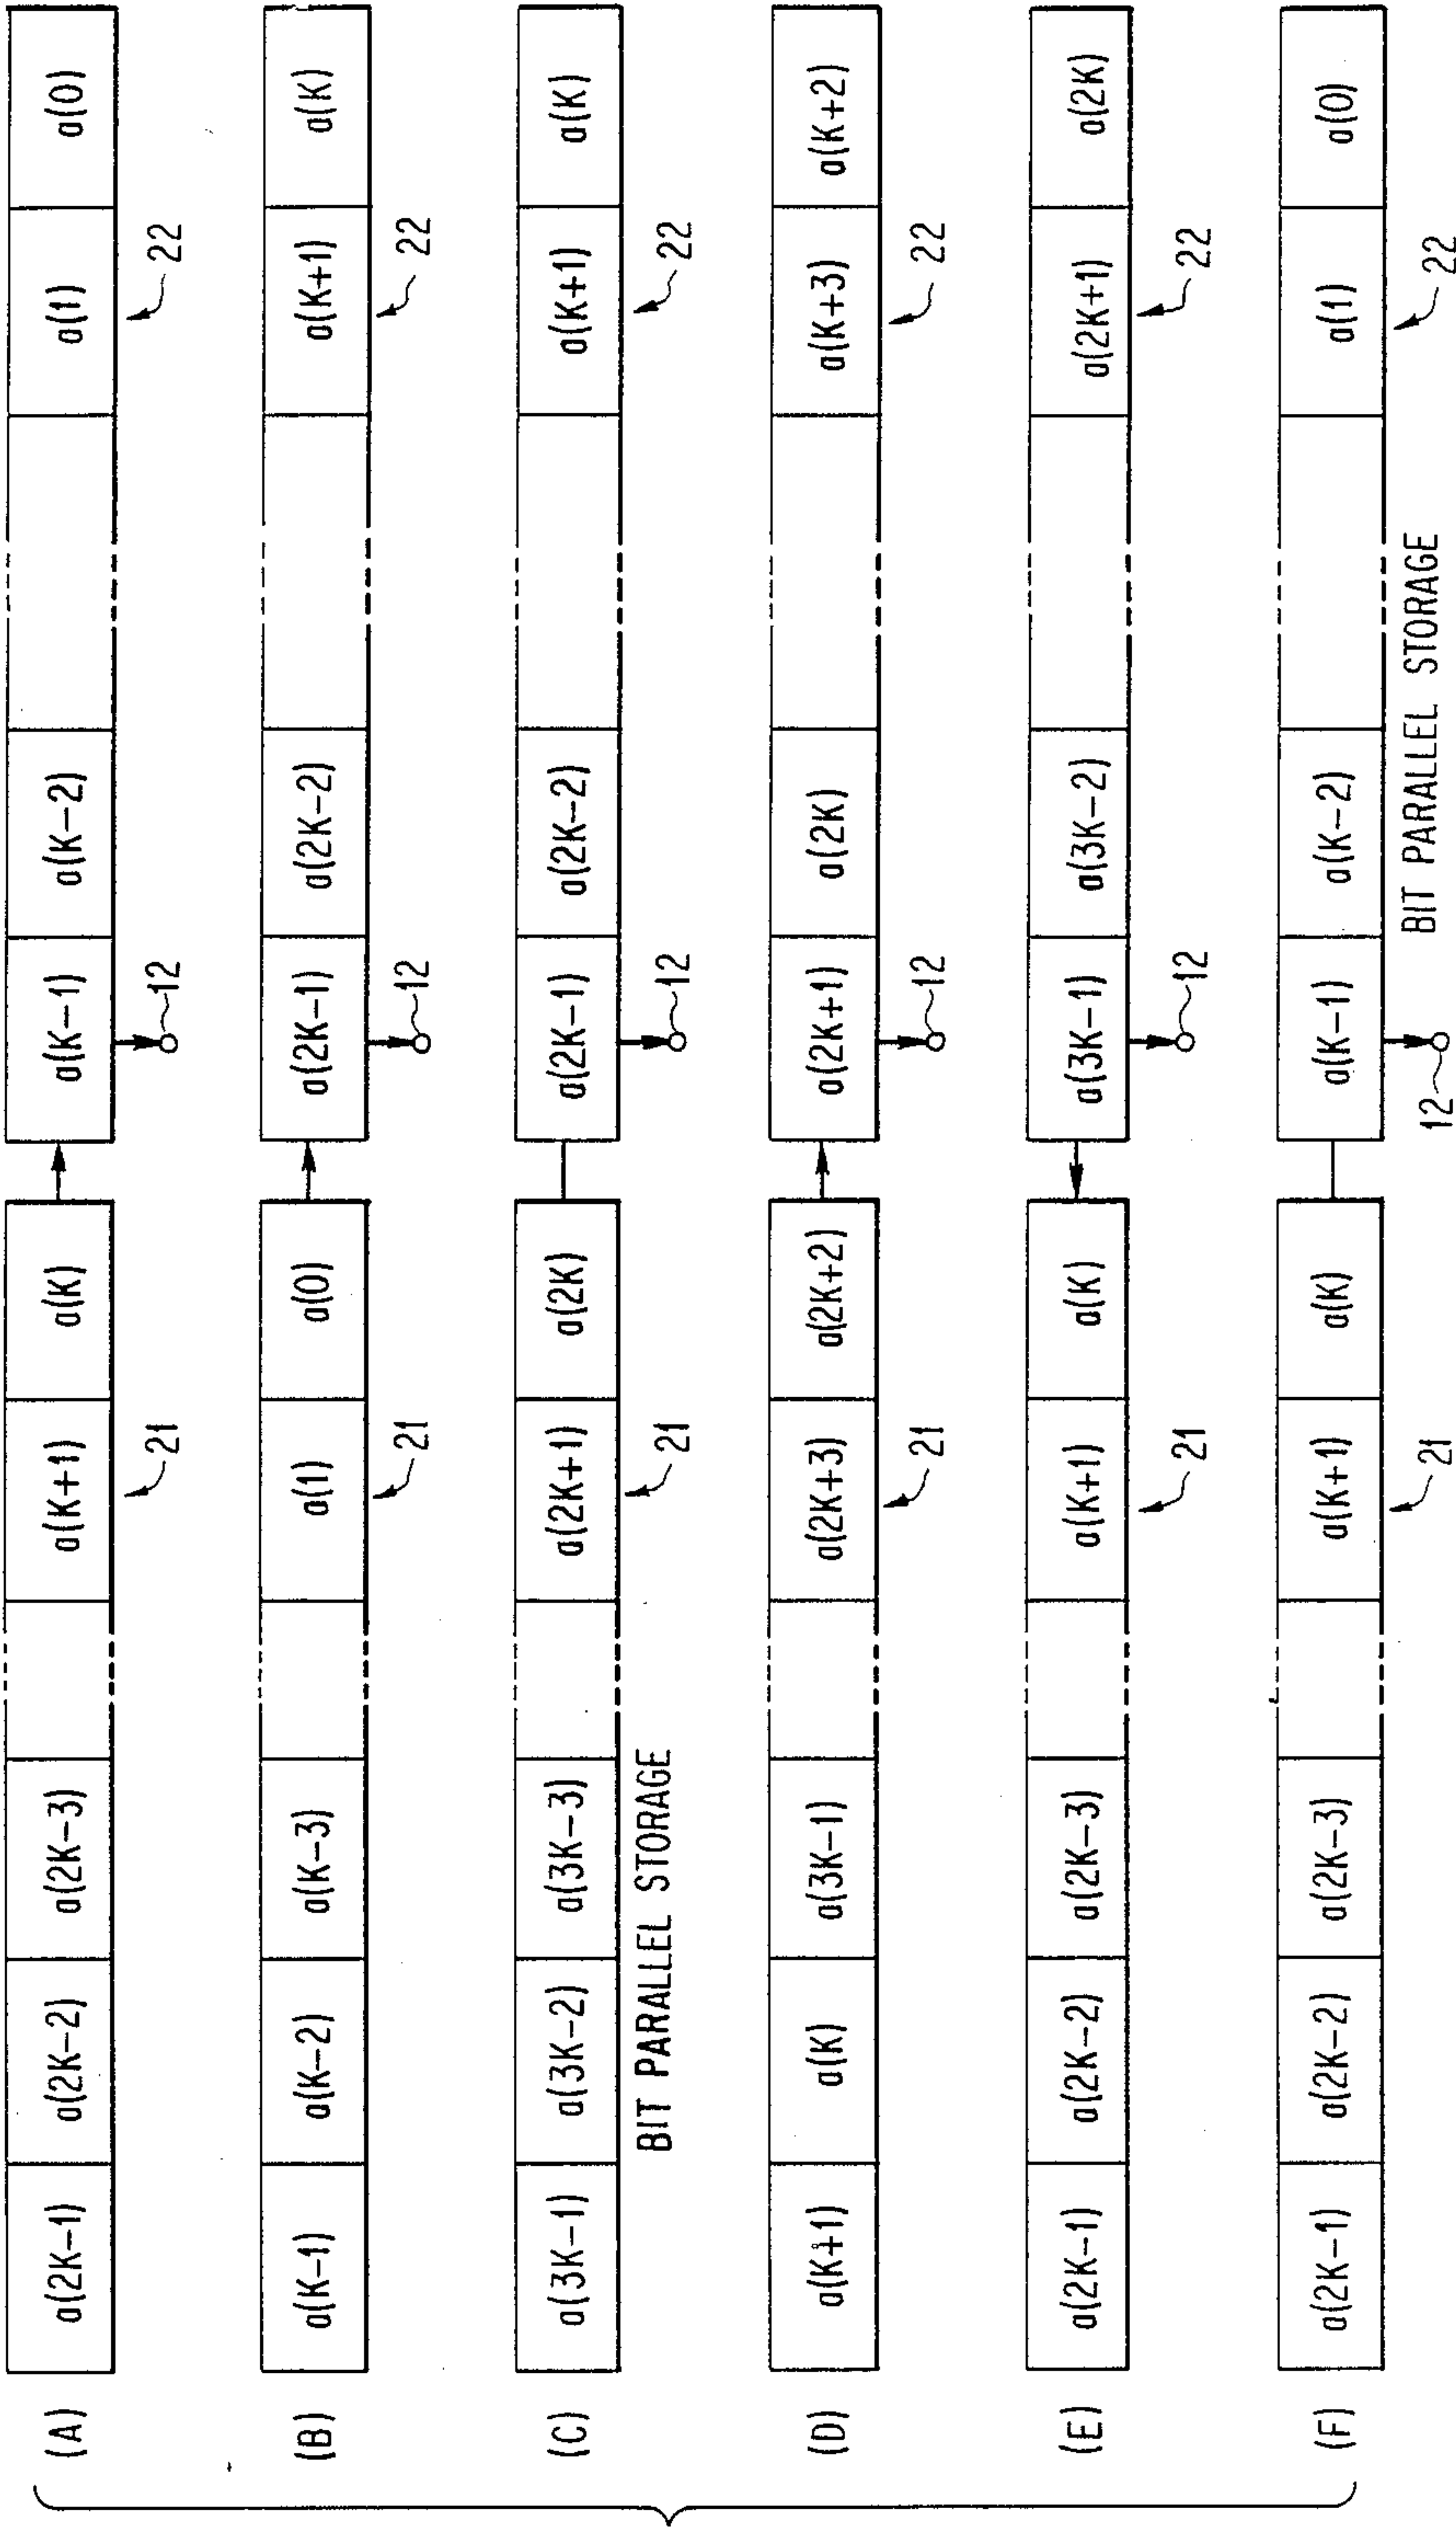 (A) a(2K-1) a(2K-2) a(2K-3) a(K+1) a(K) a(K-1) a(K-2) a(1) a(0)
21 12 22
(B) a(K-1) a(K-2) a(K-3) a(1) a(0) a(2K-1) a(2K-2) a(K+1) a(K)
21 12 22
(C) a(3K-1) a(3K-2) a(3K-3) a(2K+1) a(2K) a(2K-1) a(2K-2) a(K+1) a(K)
21 12 22
BIT PARALLEL STORAGE
(D) a(K+1) a(K) a(3K-1) a(2K+3) a(2K+2) a(2K+1) a(2K) a(K+3) a(K+2)
21 12 22
(E) a(2K-1) a(2K-2) a(2K-3) a(K+1) a(K) a(3K-1) a(3K-2) a(2K+1) a(2K)
21 12 22
(F) a(2K-1) a(2K-2) a(2K-3) a(K+1) a(K) a(K-1) a(K-2) a(1) a(0)
21 12 22
BIT PARALLEL STORAGE